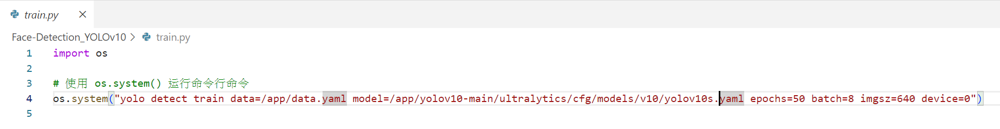 train.py
Face-Detection_YOLOv10 > train.py
1 import os
2
3 # 使用 os.system() 运行命令行命令
4 os.system("yolo detect train data=/app/data.yaml model=/app/yolov10-main/ultralytics/cfg/models/v10/yolov10s.yaml epochs=50 batch=8 imgsz=640 device=0")
5